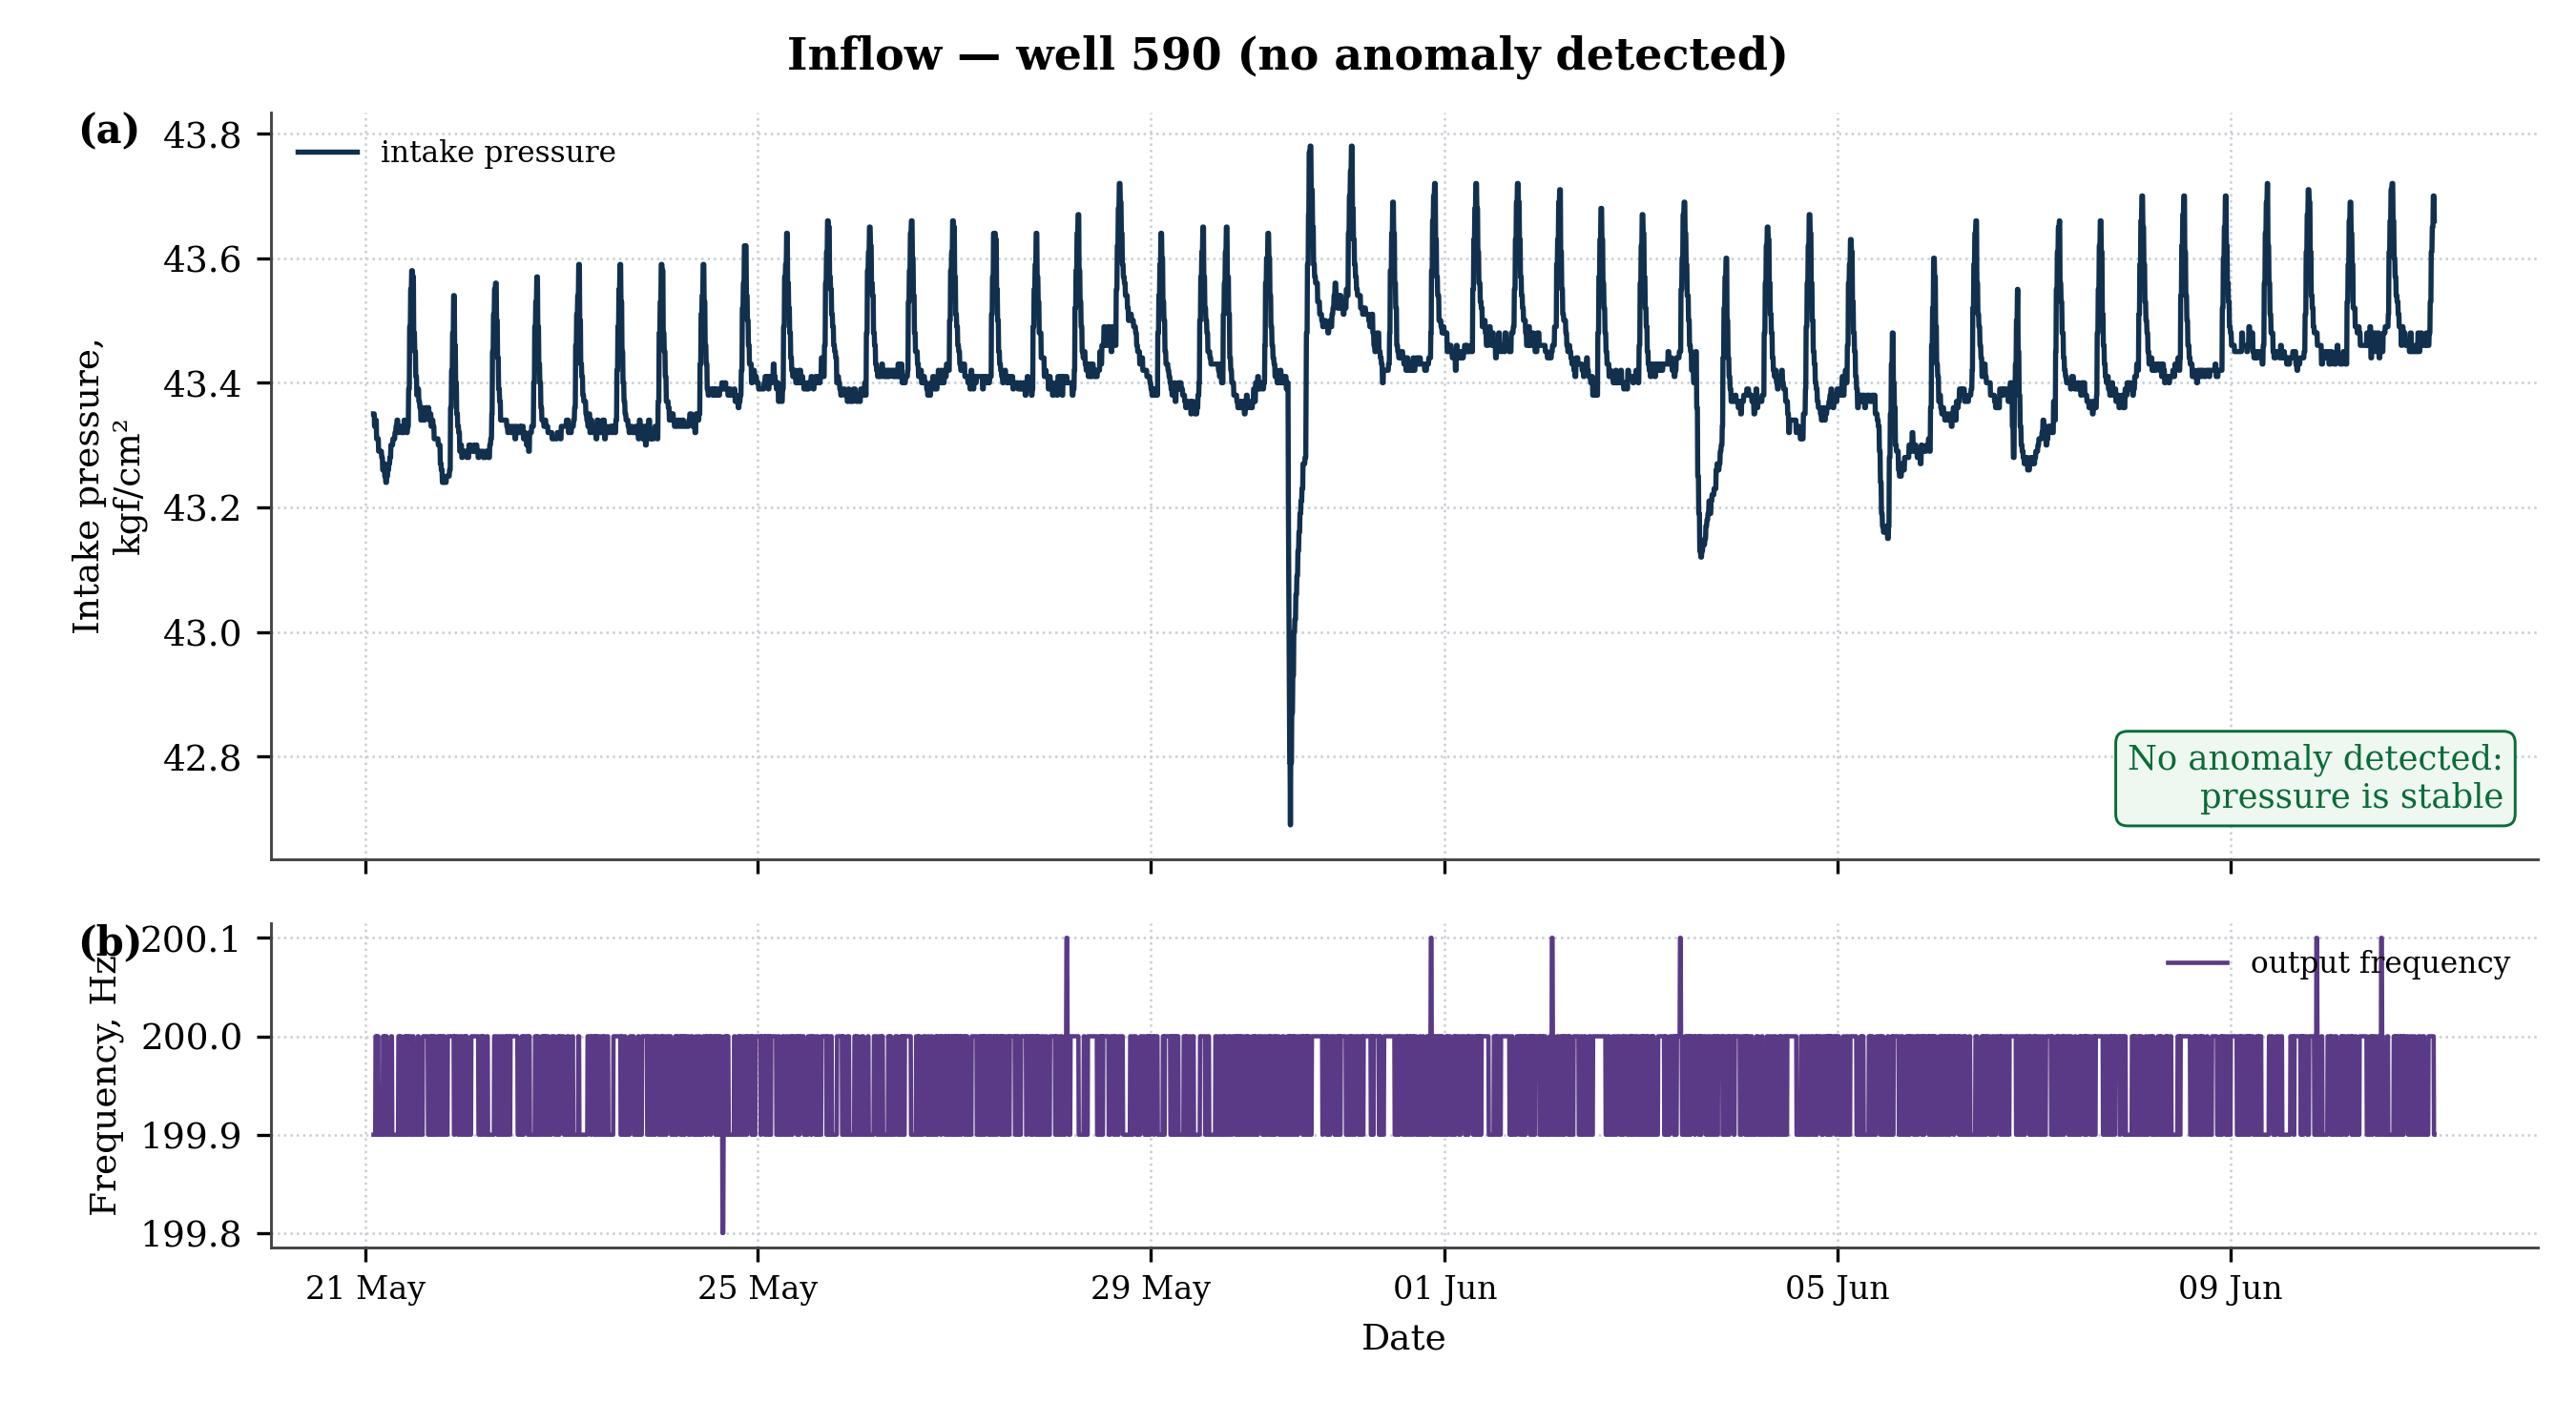 Inflow — well 590 (no anomaly detected)
(a)
43.8
43.6
43.4
43.2
43.0
42.8
Intake pressure,
kgf/cm²
intake pressure
No anomaly detected:
pressure is stable
(b)
200.1
200.0
199.9
199.8
Frequency, Hz
output frequency
21 May
25 May
29 May
01 Jun
05 Jun
09 Jun
Date